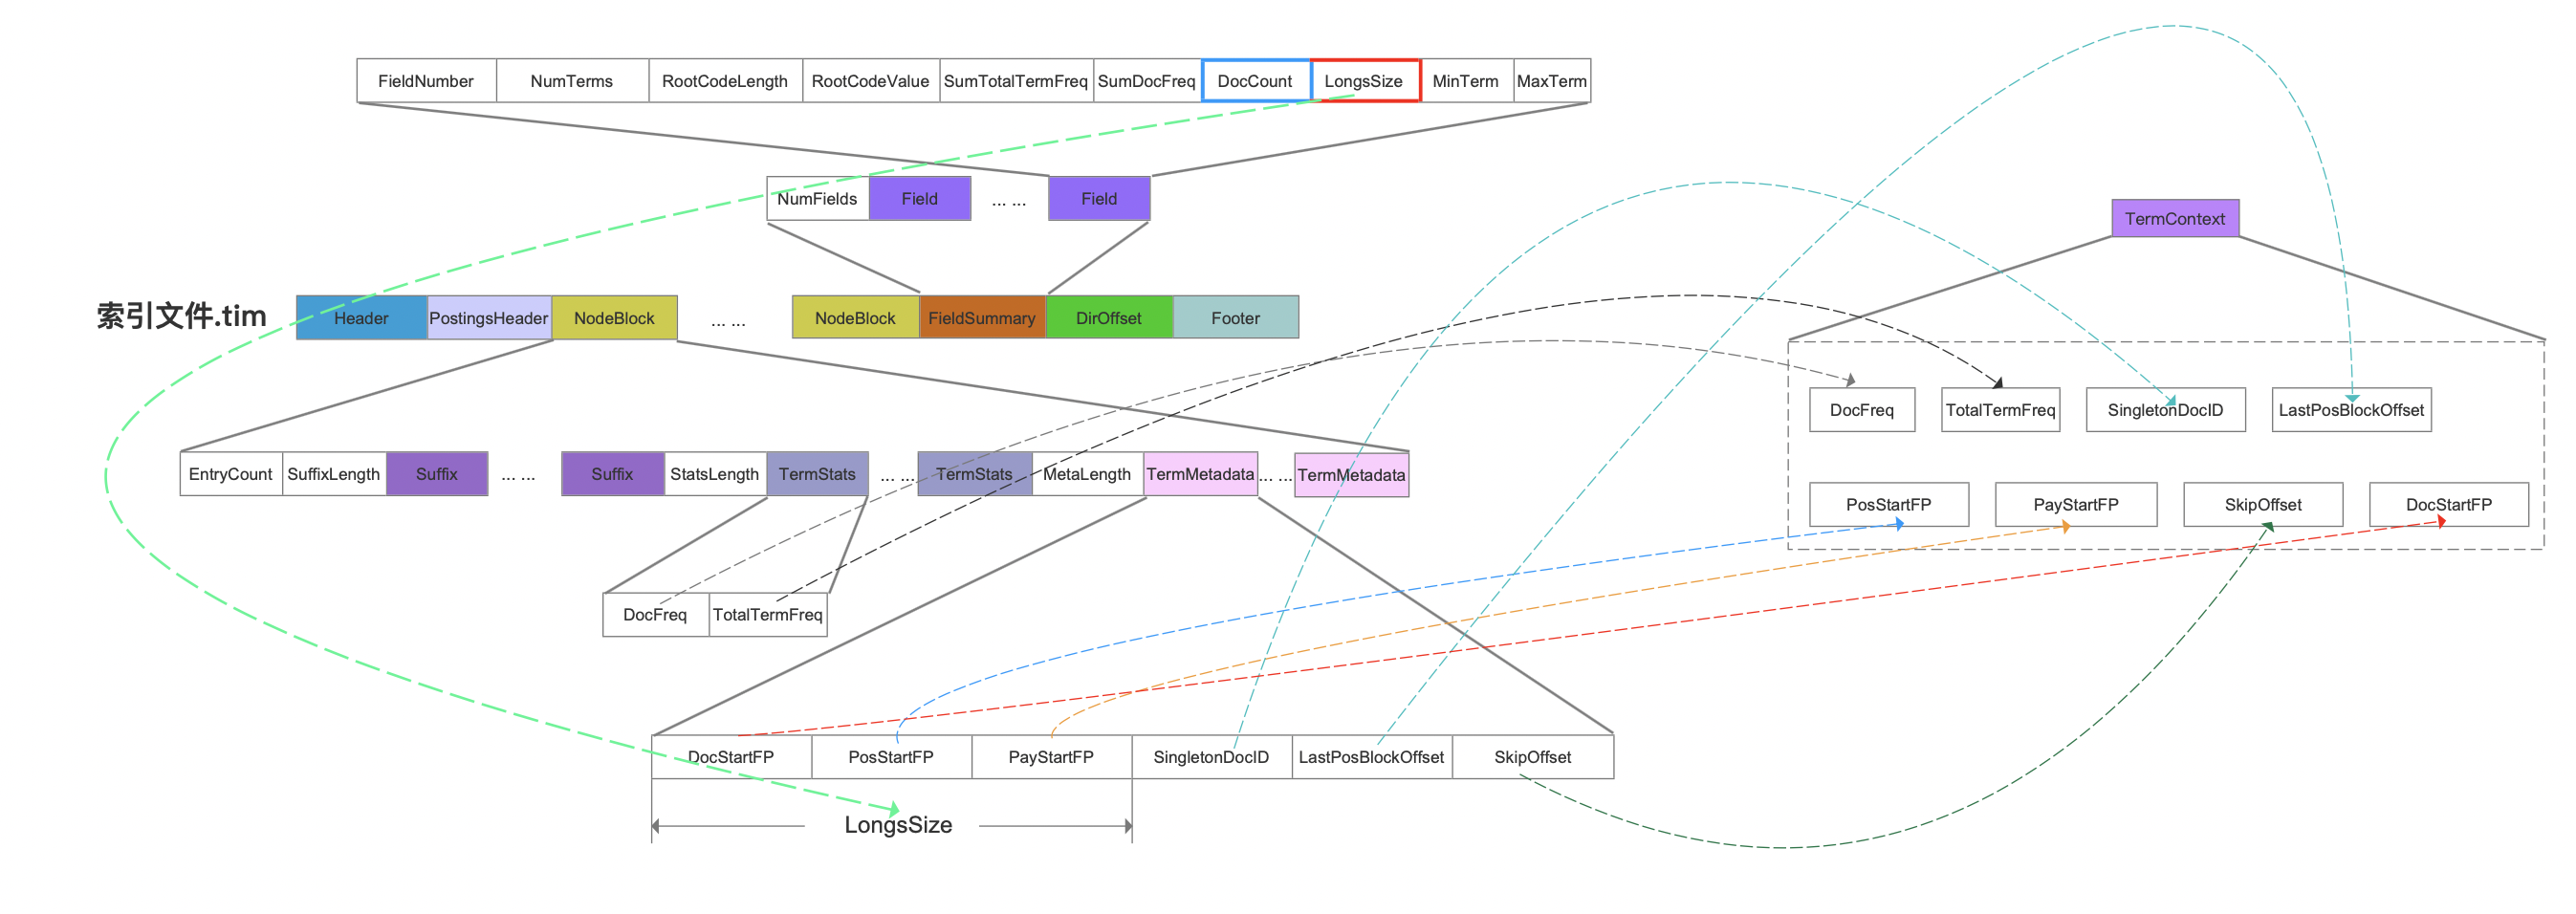 FieldNumber NumTerms RootCodeLength RootCodeValue SumTotalTermFreq SumDocFreq DocCount LongsSize MinTerm MaxTerm
NumFields Field ... ... Field
TermContext
索引文件.tim Header PostingsHeader NodeBlock ... ... NodeBlock FieldSummary DirOffset Footer
DocFreq TotalTermFreq SingletonDocID LastPosBlockOffset
EntryCount SuffixLength Suffix ... ... Suffix StatsLength TermStats ... ... TermStats MetaLength TermMetadata ... ... TermMetadata
PosStartFP PayStartFP SkipOffset DocStartFP
DocFreq TotalTermFreq
DocStartFP PosStartFP PayStartFP SingletonDocID LastPosBlockOffset SkipOffset
LongsSize